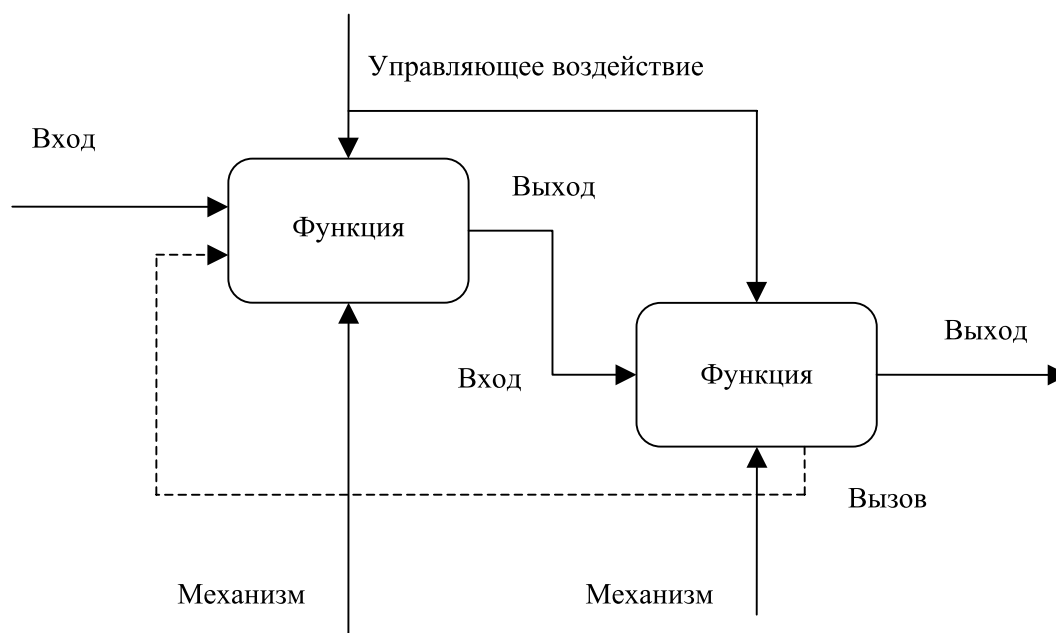 Управляющее воздействие
Вход
Выход
Функция
Выход
Вход
Функция
Вызов
Механизм
Механизм